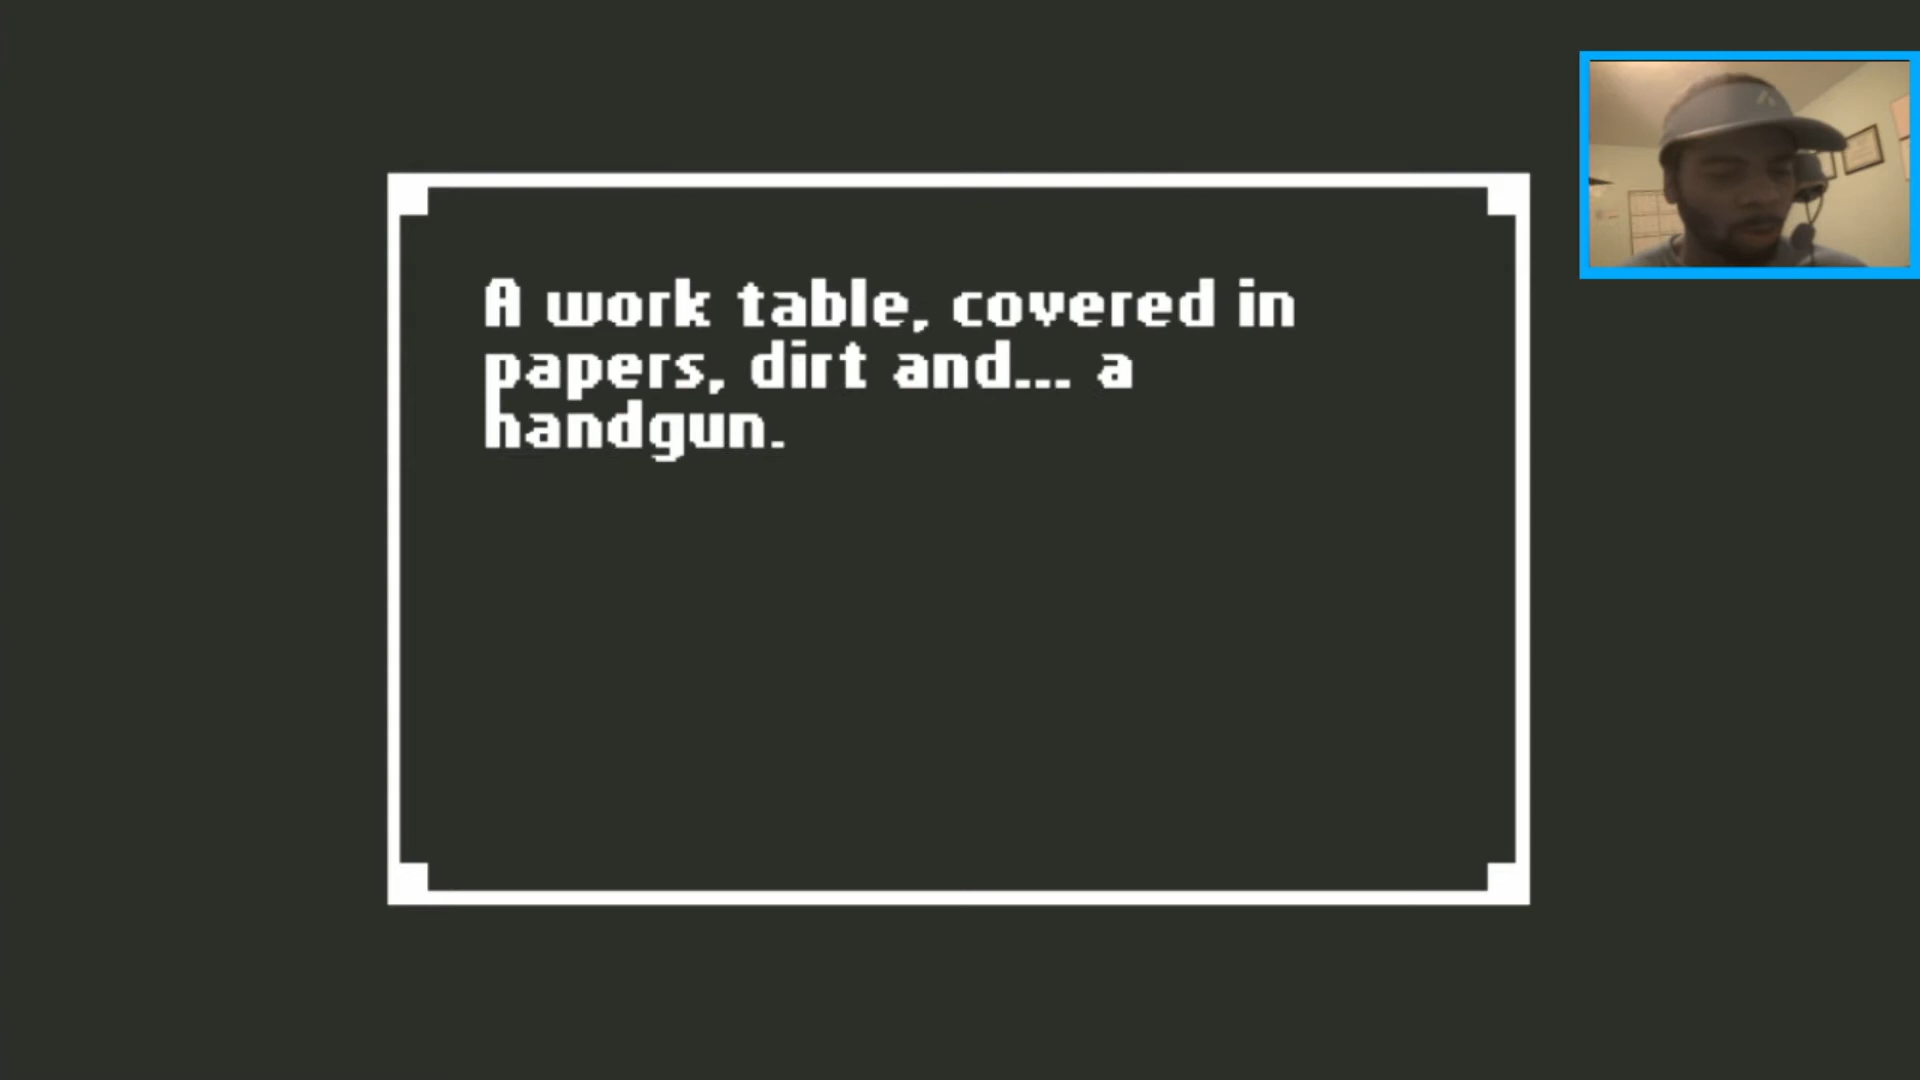 A work table, covered in
papers, dirt and... a
handgun.